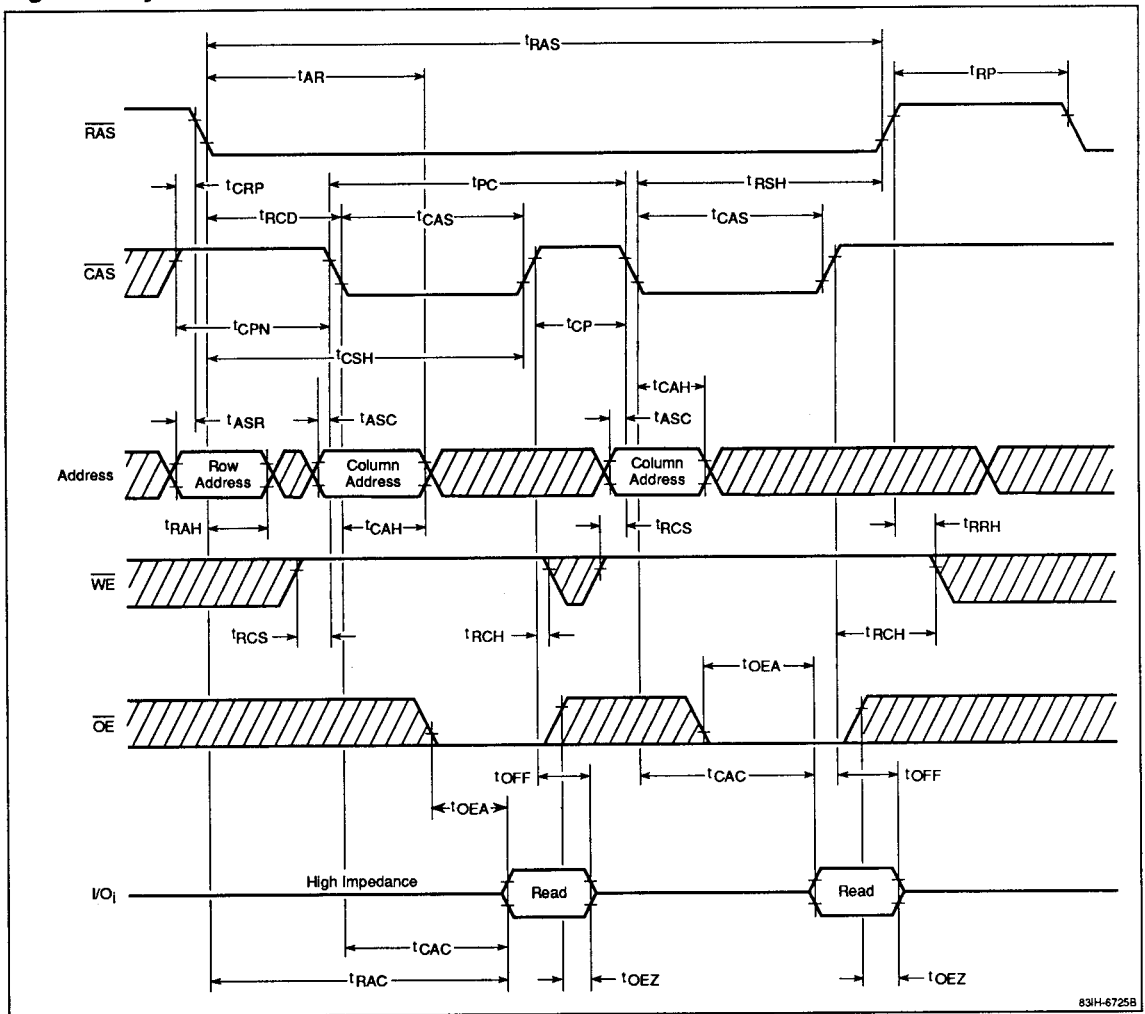 tRAS
tAR
tRP
RAS
tCRP
tPC
tRSH
tRCD
tCAS
tCAS
CAS
tCPN
tCP
tCSH
tCAH
tASR
tASC
tASC
Address
Row Address
Column Address
Column Address
tRAH
tCAH
tRCS
tRRH
WE
tRCS
tRCH
tRCH
tOEA
OE
tOFF
tCAC
tOFF
tOEA
I/Oi
High Impedance
Read
Read
tCAC
tRAC
tOEZ
tOEZ
83IH-6725B